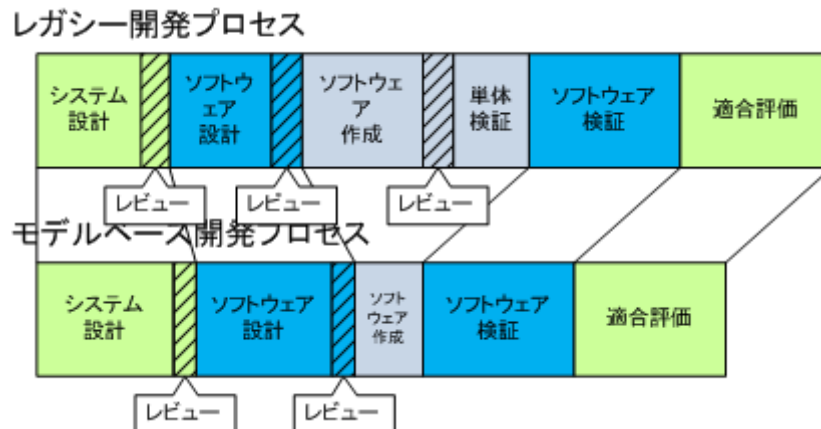 レガシー開発プロセス
システム
設計
ソフトウ
ェア
設計
ソフトウェ
ア
作成
単体
検証
ソフトウェア
検証
適合評価
レビュー
レビュー
レビュー
モデルベース開発プロセス
システム
設計
ソフトウェア
設計
ソフト
ウェア
作成
ソフトウェア
検証
適合評価
レビュー
レビュー